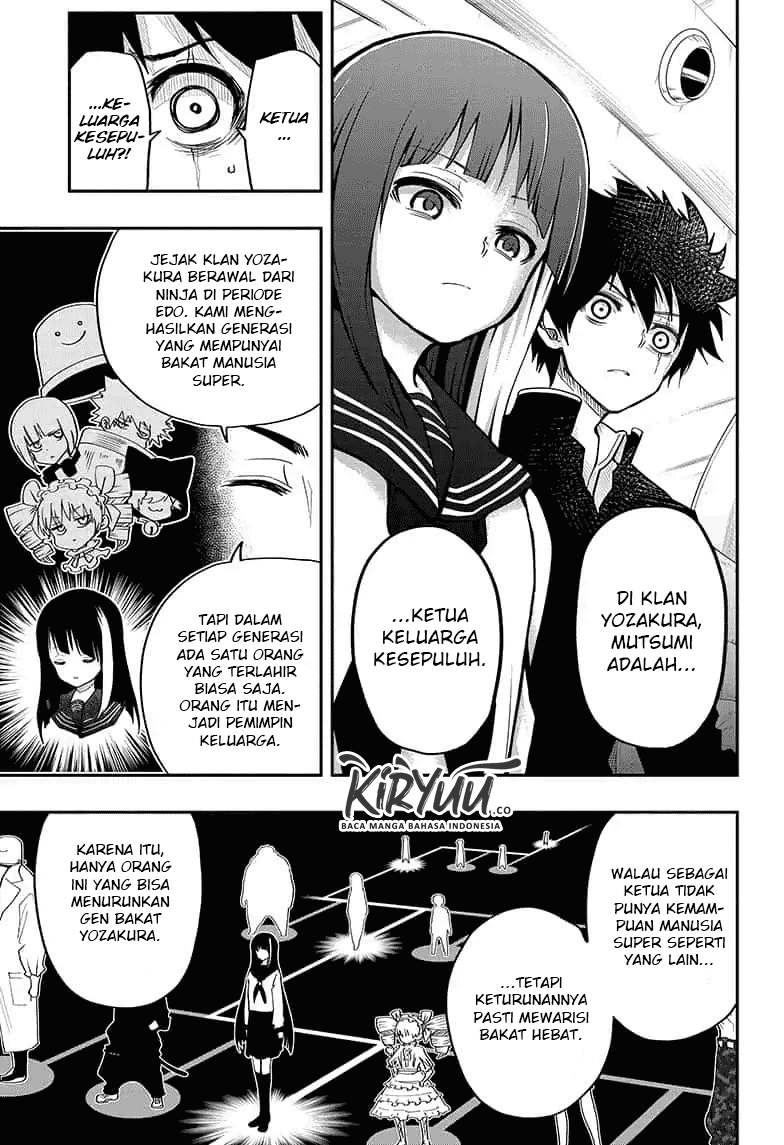 DI KLAN
YOZAKURA,
MUTSUMI
ADALAH...
...KETUA
KELUARGA
KESEPULUH.
KETUA
...
...KE-
LUARGA
KESEPU-
LUH?!
JEJAK KLAN YOZA-
KURA BERAWAL DARI
NINJA DI PERIODE
EDO. KAMI MENG-
HASILKAN GENERASI
YANG MEMPUNYAI
BAKAT MANUSIA
SUPER.
TAPI DALAM
SETIAP GENERASI
ADA SATU ORANG
YANG TERLAHIR
BIASA SAJA.
ORANG ITU MEN-
JADI PEMIMPIN
KELUARGA.
KIRYUU.CO
BACA MANGA BAHASA INDONESIA
WALAU SEBAGAI
KETUA TIDAK
PUNYA KEMAM-
PUAN MANUSIA
SUPER SEPERTI
YANG LAIN...
...TETAPI
KETURUNANNYA
PASTI MEWARISI
BAKAT HEBAT.
KARENA ITU,
HANYA ORANG
INI YANG BISA
MENURUNKAN
GEN BAKAT
YOZAKURA.